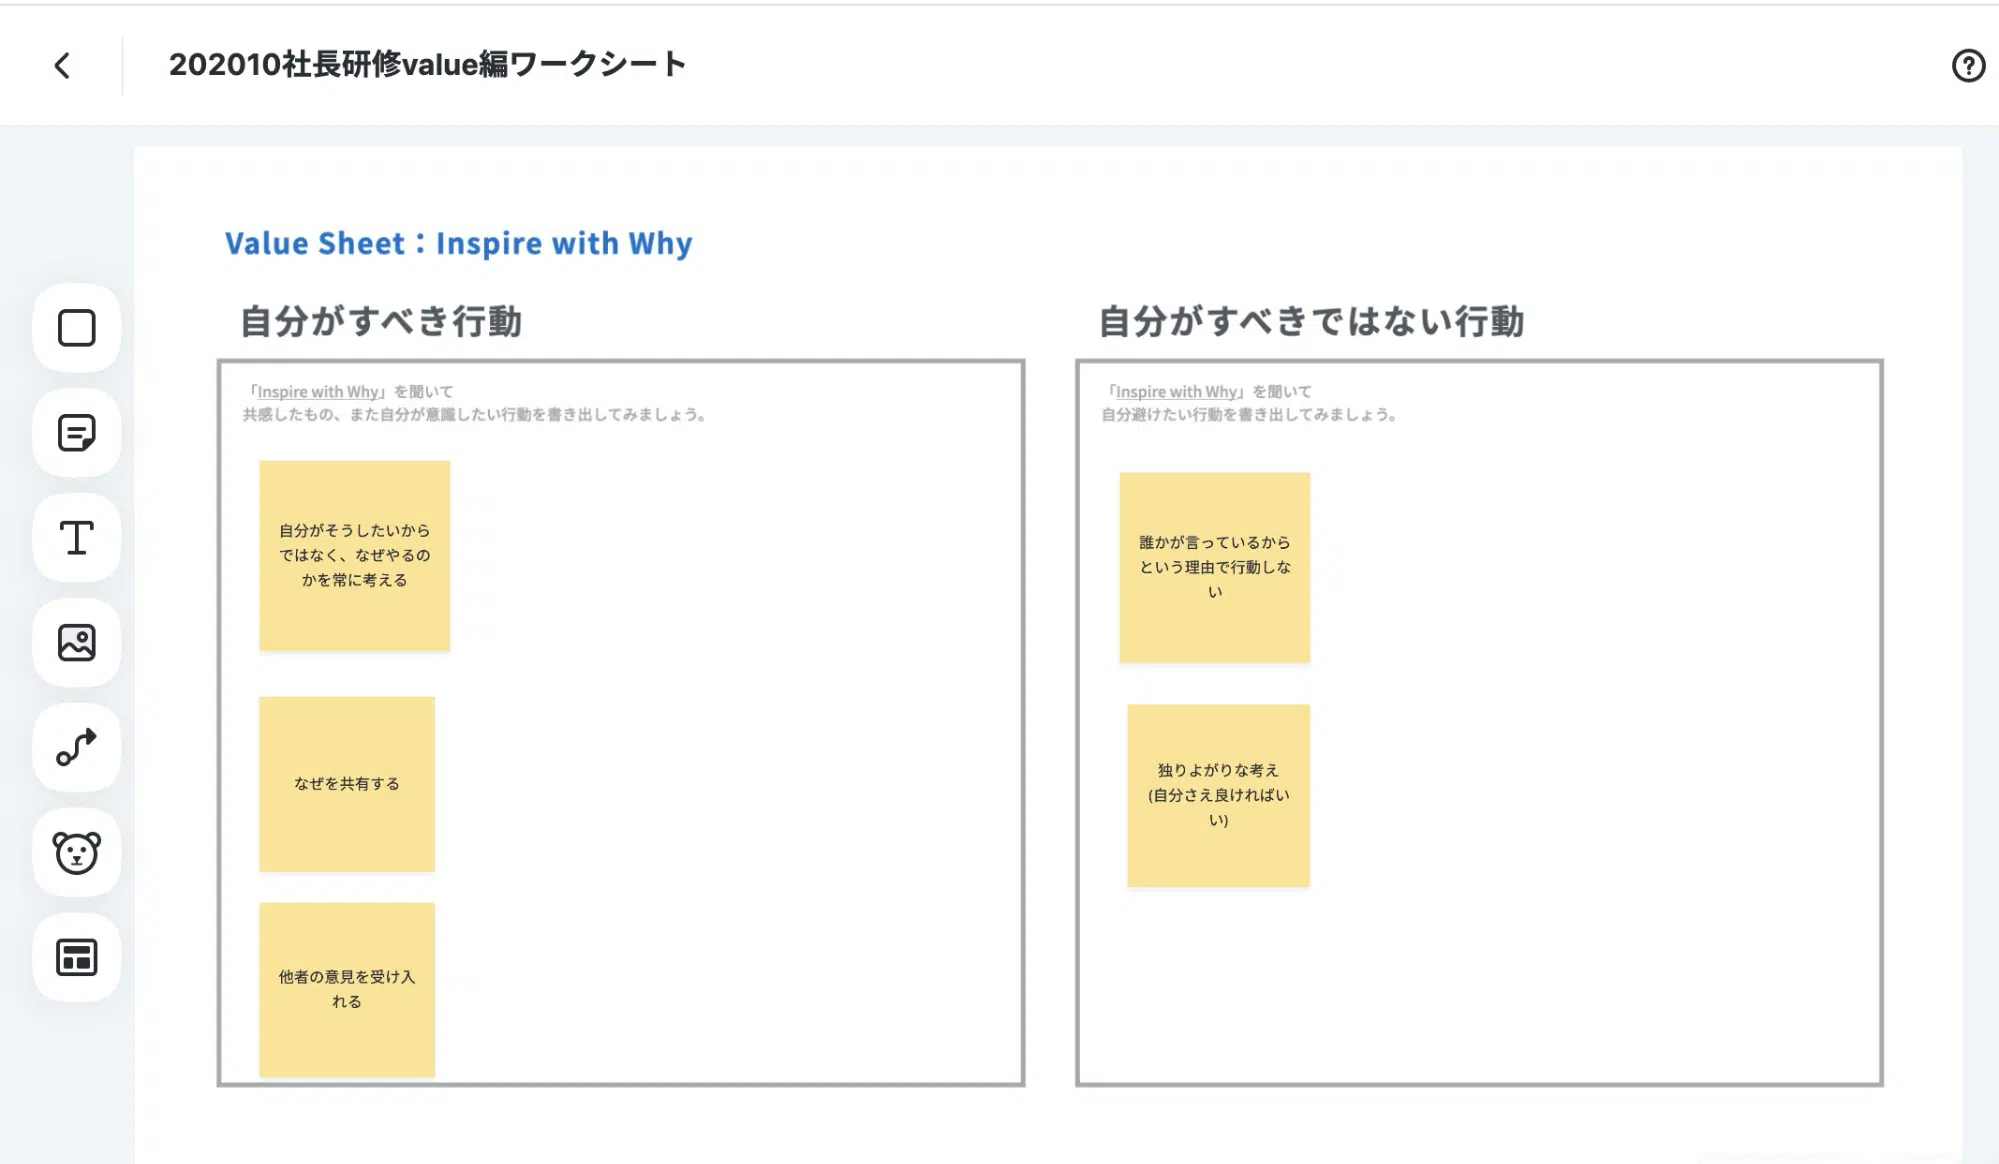 202010社長研修value編ワークシート
Value Sheet：Inspire with Why
自分がすべき行動
「Inspire with Why」を聞いて
共感したもの、また自分が意識したい行動を書き出してみましょう。
自分がそうしたいから
ではなく、なぜやるの
かを常に考える
なぜを共有する
他者の意見を受け入
れる
自分がすべきではない行動
「Inspire with Why」を聞いて
自分避けたい行動を書き出してみましょう。
誰かが言っているから
という理由で行動しな
い
独りよがりな考え
(自分さえ良ければい
い)